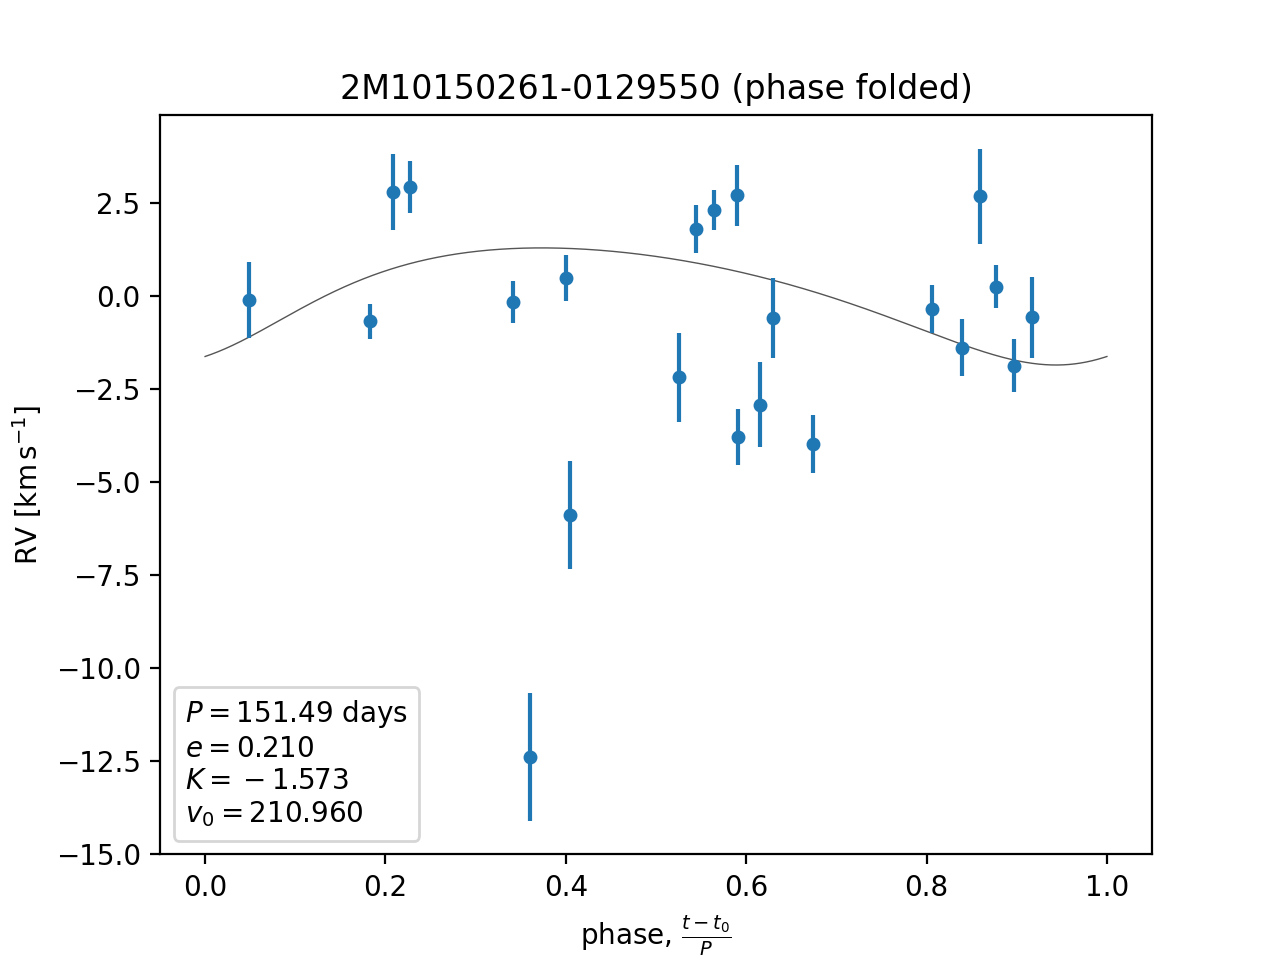 2M10150261-0129550 (phase folded)
2.5
0.0
−2.5
−5.0
−7.5
−10.0
−12.5
−15.0
RV [km s⁻¹]
P = 151.49 days
e = 0.210
K = −1.573
v₀ = 210.960
0.0 0.2 0.4 0.6 0.8 1.0
phase, (t − t₀)/P